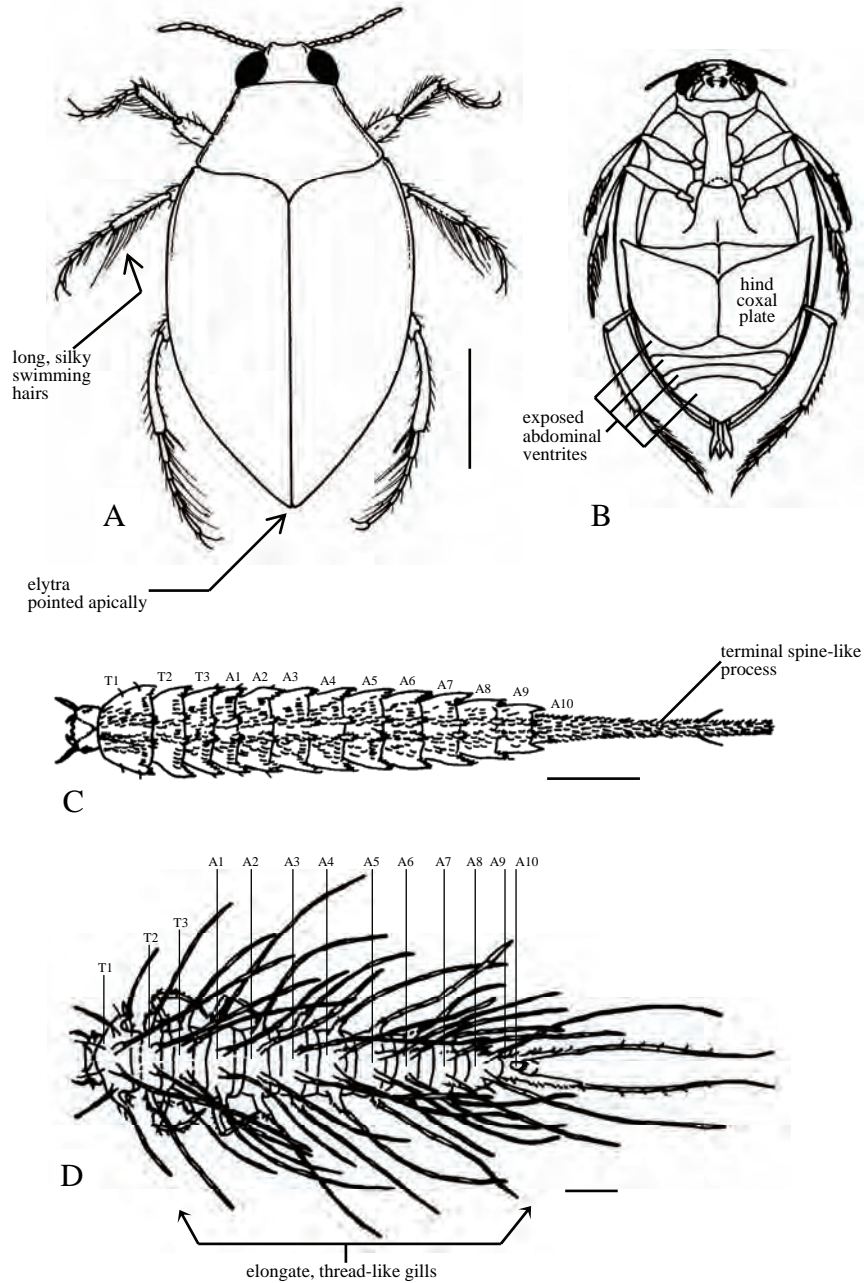 long, silky
swimming
hairs
A
elytra
pointed apically
hind
coxal
plate
exposed
abdominal
ventrites
B
terminal spine-like
process
T1 T2 T3 A1 A2 A3 A4 A5 A6 A7 A8 A9 A10
C
A1 A2 A3 A4 A5 A6 A7 A8 A9 A10
T3
T2
T1
D
elongate, thread-like gills